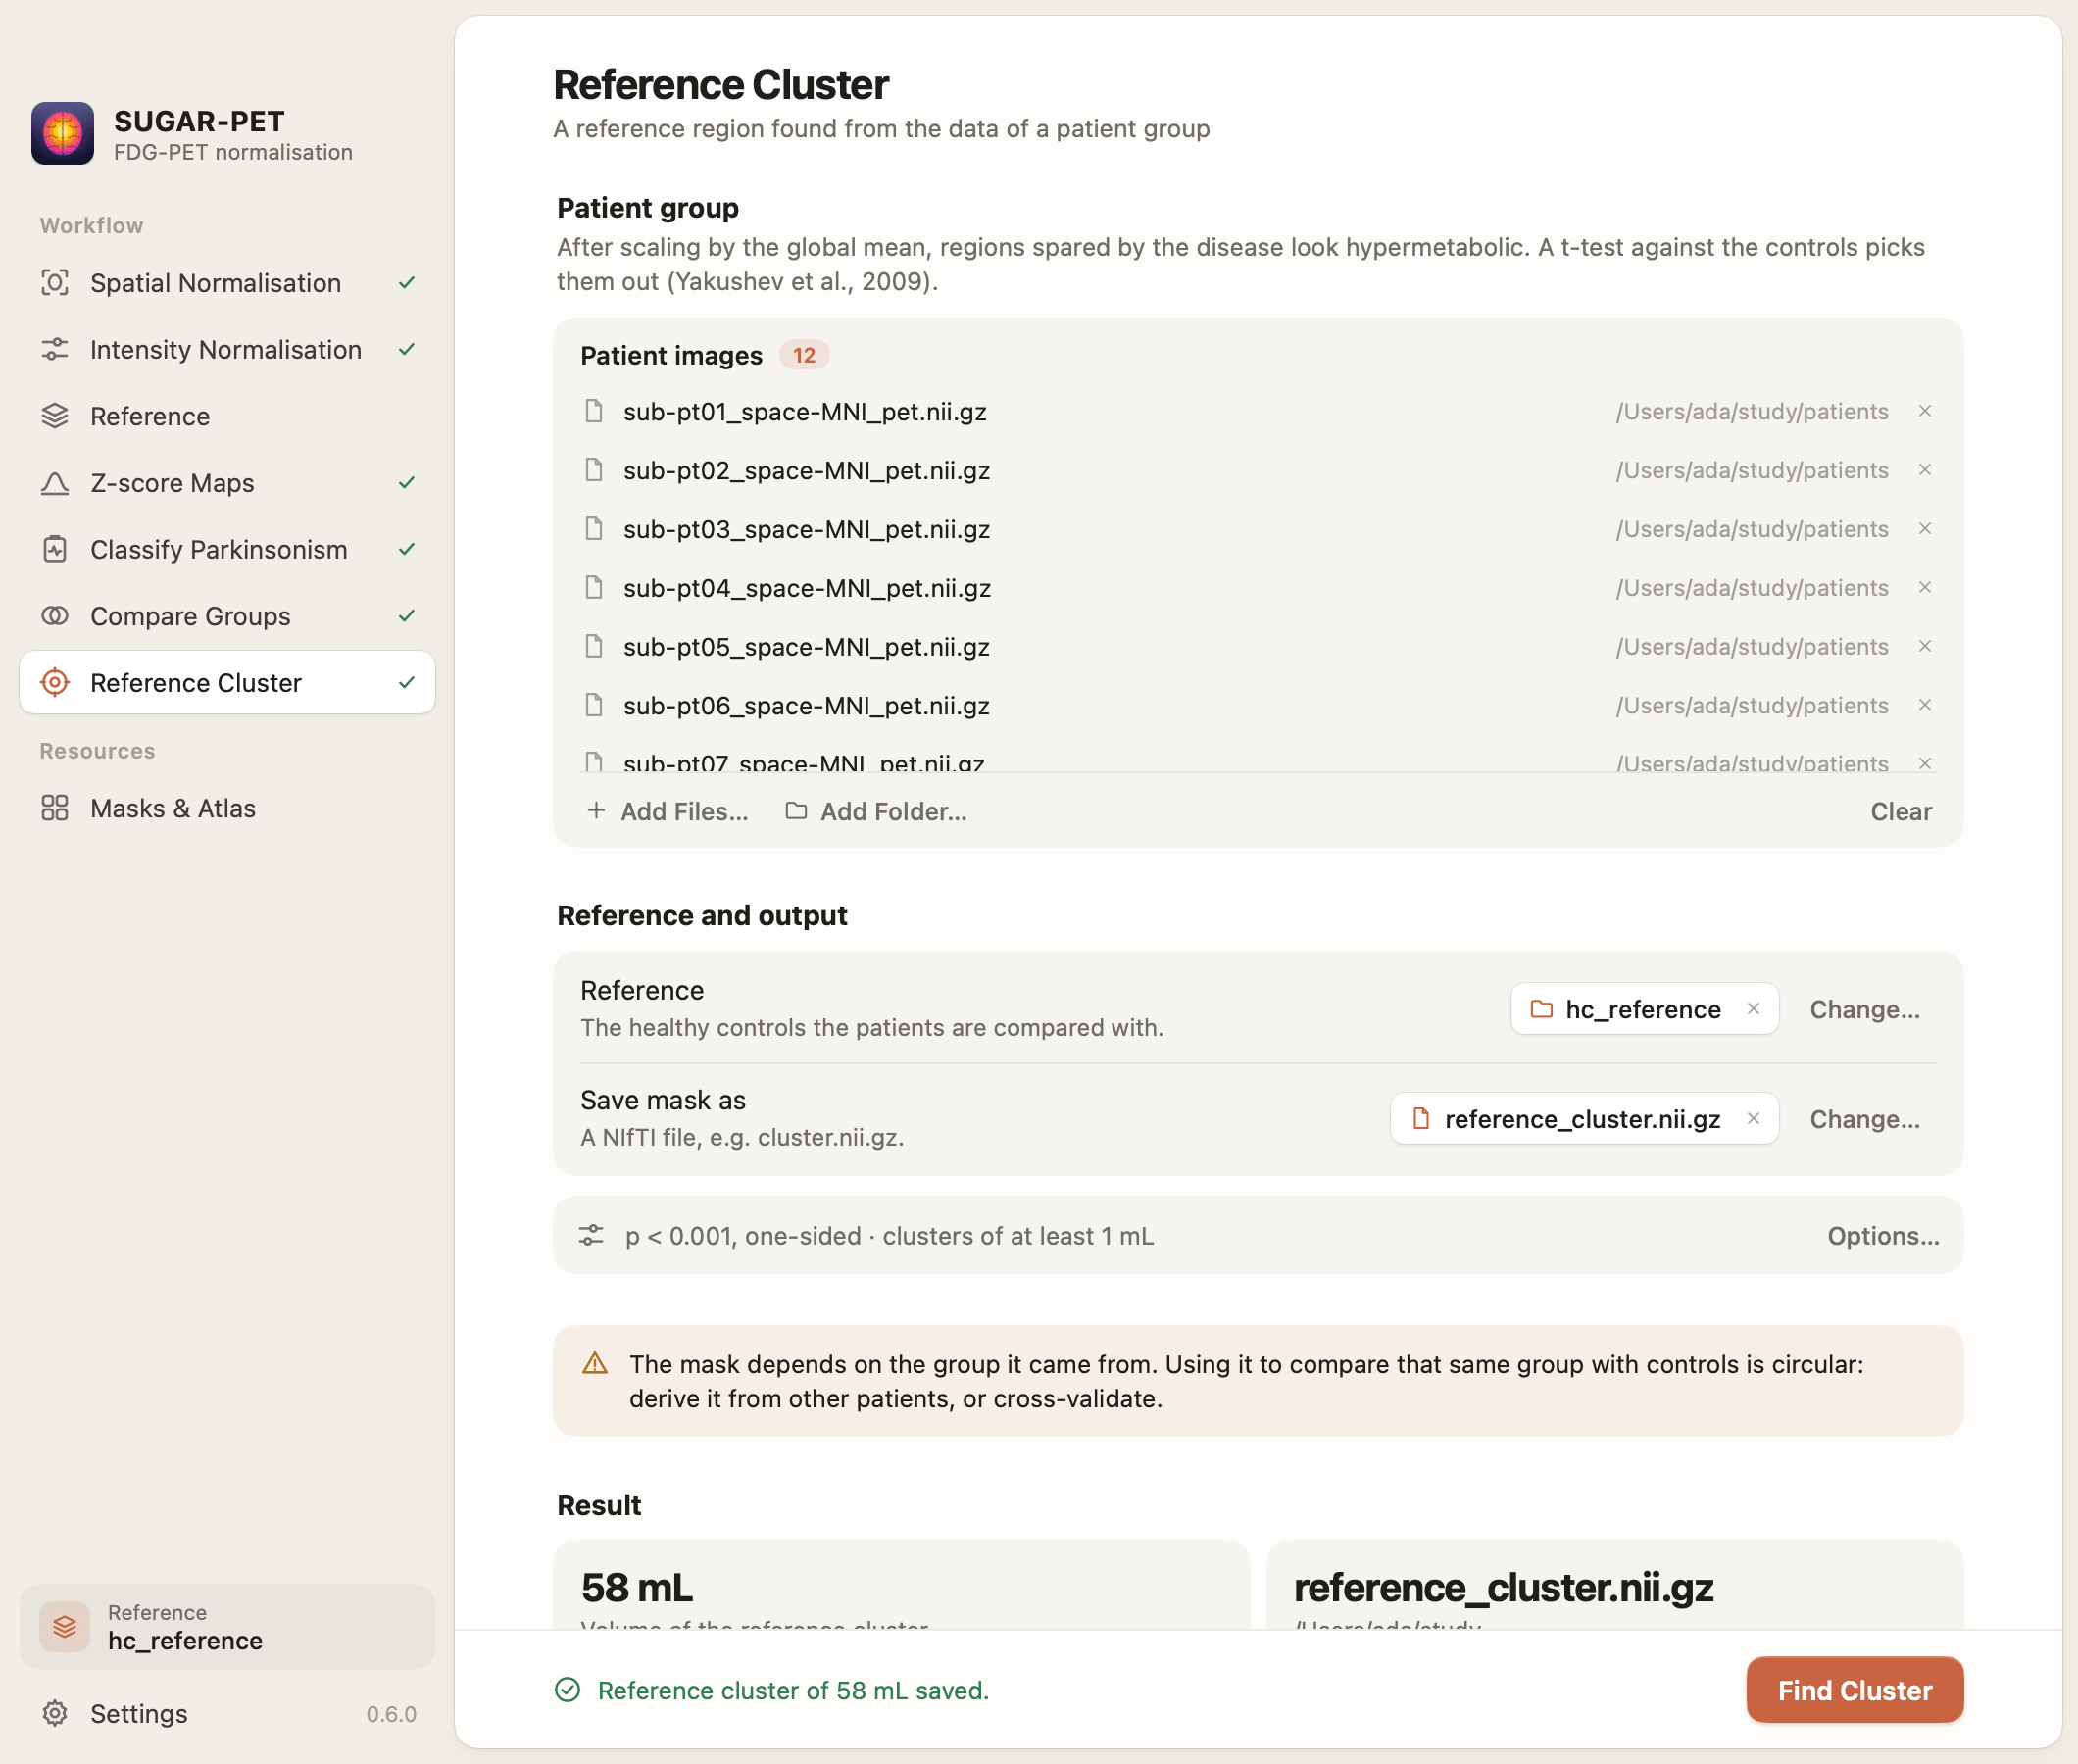 SUGAR-PET
FDG-PET normalisation
Workflow
Spatial Normalisation
Intensity Normalisation
Reference
Z-score Maps
Classify Parkinsonism
Compare Groups
Reference Cluster
Resources
Masks & Atlas
Reference
hc_reference
Settings
0.6.0
Reference Cluster
A reference region found from the data of a patient group
Patient group
After scaling by the global mean, regions spared by the disease look hypermetabolic. A t-test against the controls picks
them out (Yakushev et al., 2009).
Patient images 12
sub-pt01_space-MNI_pet.nii.gz /Users/ada/study/patients ×
sub-pt02_space-MNI_pet.nii.gz /Users/ada/study/patients ×
sub-pt03_space-MNI_pet.nii.gz /Users/ada/study/patients ×
sub-pt04_space-MNI_pet.nii.gz /Users/ada/study/patients ×
sub-pt05_space-MNI_pet.nii.gz /Users/ada/study/patients ×
sub-pt06_space-MNI_pet.nii.gz /Users/ada/study/patients ×
sub-pt07_space-MNI_pet.nii.gz /Users/ada/study/patients ×
+ Add Files... Add Folder... Clear
Reference and output
Reference
The healthy controls the patients are compared with.
hc_reference × Change...
Save mask as
A NIfTI file, e.g. cluster.nii.gz.
reference_cluster.nii.gz × Change...
p < 0.001, one-sided · clusters of at least 1 mL Options...
The mask depends on the group it came from. Using it to compare that same group with controls is circular:
derive it from other patients, or cross-validate.
Result
58 mL
Volume of the reference cluster
reference_cluster.nii.gz
/Users/ada/study
Reference cluster of 58 mL saved.
Find Cluster